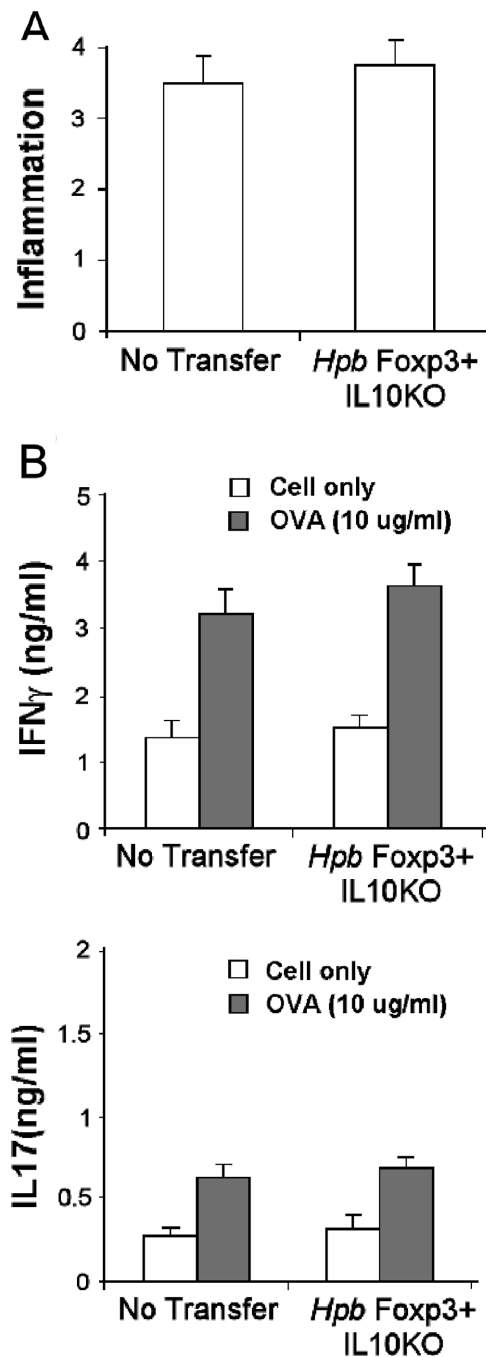 A
Inflammation
4
3
2
1
0
No Transfer
Hpb Foxp3+
IL10KO
B
Cell only
OVA (10 ug/ml)
IFNγ (ng/ml)
5
4
3
2
1
0
No Transfer
Hpb Foxp3+
IL10KO
Cell only
OVA (10 ug/ml)
IL17(ng/ml)
2
1.5
1
0.5
0
No Transfer
Hpb Foxp3+
IL10KO